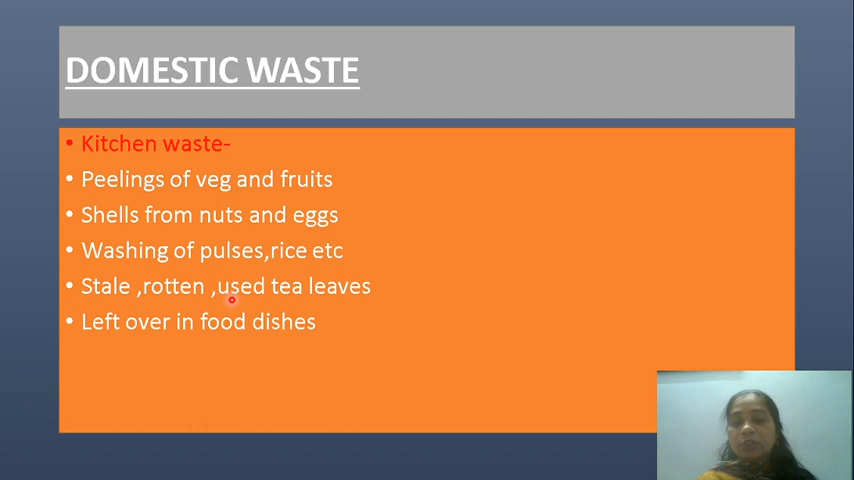 DOMESTIC WASTE
• Kitchen waste-
• Peelings of veg and fruits
• Shells from nuts and eggs
• Washing of pulses,rice etc
• Stale ,rotten ,used tea leaves
• Left over in food dishes